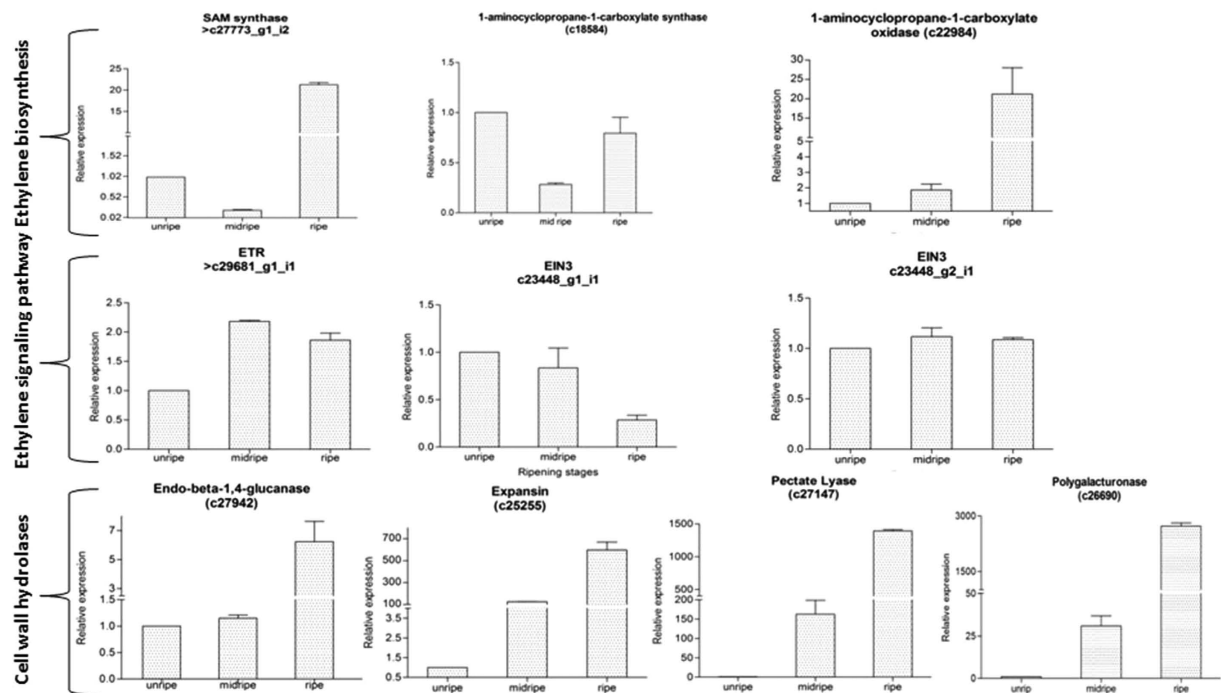 Ethylene biosynthesis
SAM synthase
>c27773_g1_i2
Relative expression
25
20
15
1.52
1.02
0.52
0.02
unripe midripe ripe
1-aminocyclopropane-1-carboxylate synthase
(c18584)
Relative expression
1.5
1.0
0.5
0.0
unripe mid ripe ripe
1-aminocyclopropane-1-carboxylate
oxidase (c22984)
Relative expression
30
25
20
15
5
4
3
2
1
unripe midripe ripe
Ethylene signaling pathway
ETR
>c29681_g1_i1
Relative expression
2.5
2.0
1.5
1.0
0.5
0.0
unripe midripe ripe
EIN3
c23448_g1_i1
Relative expression
1.5
1.0
0.5
0.0
unripe midripe ripe
Ripening stages
EIN3
c23448_g2_i1
Relative expression
1.5
1.0
0.5
0.0
unripe midripe ripe
Cell wall hydrolases
Endo-beta-1,4-glucanase
(c27942)
Relative expression
7
5
3
1.5
1.0
0.5
0.0
unripe midripe ripe
Expansin
(c25255)
Relative expression
700
500
300
100
3.5
2.5
1.5
0.5
unripe midripe ripe
Pectate Lyase
(c27147)
Relative expression
1500
1000
500
200
150
100
50
0
unripe midripe ripe
Polygalacturonase
(c26690)
Relative expression
3000
1500
50
25
unrip midripe ripe